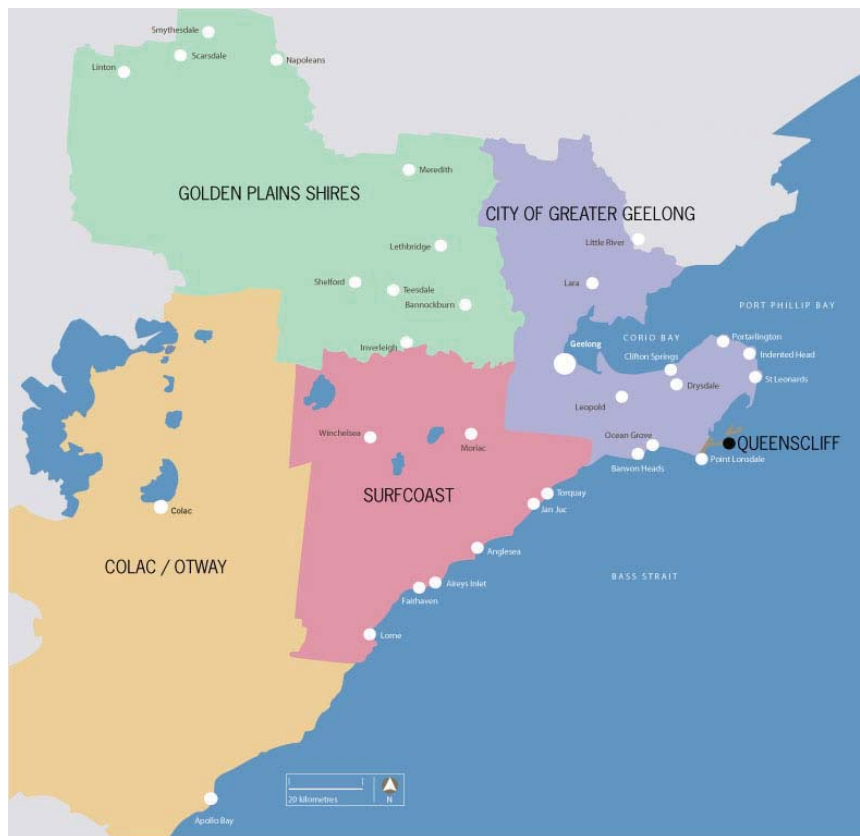 Smythesdale
Scarsdale
Napoleans
Linton
Meredith
GOLDEN PLAINS SHIRES
CITY OF GREATER GEELONG
Little River
Lethbridge
Shelford
Teesdale
Lara
Bannockburn
PORT PHILLIP BAY
CORIO BAY
Portarlington
Inverleigh
Geelong
Clifton Springs
Indented Head
St Leonards
Drysdale
Leopold
Winchelsea
Moriac
Ocean Grove
QUEENSCLIFF
Point Lonsdale
Barwon Heads
SURFCOAST
Torquay
Jan Juc
Colac
Anglesea
COLAC / OTWAY
BASS STRAIT
Aireys Inlet
Fairhaven
Lorne
20 kilometres
N
Apollo Bay